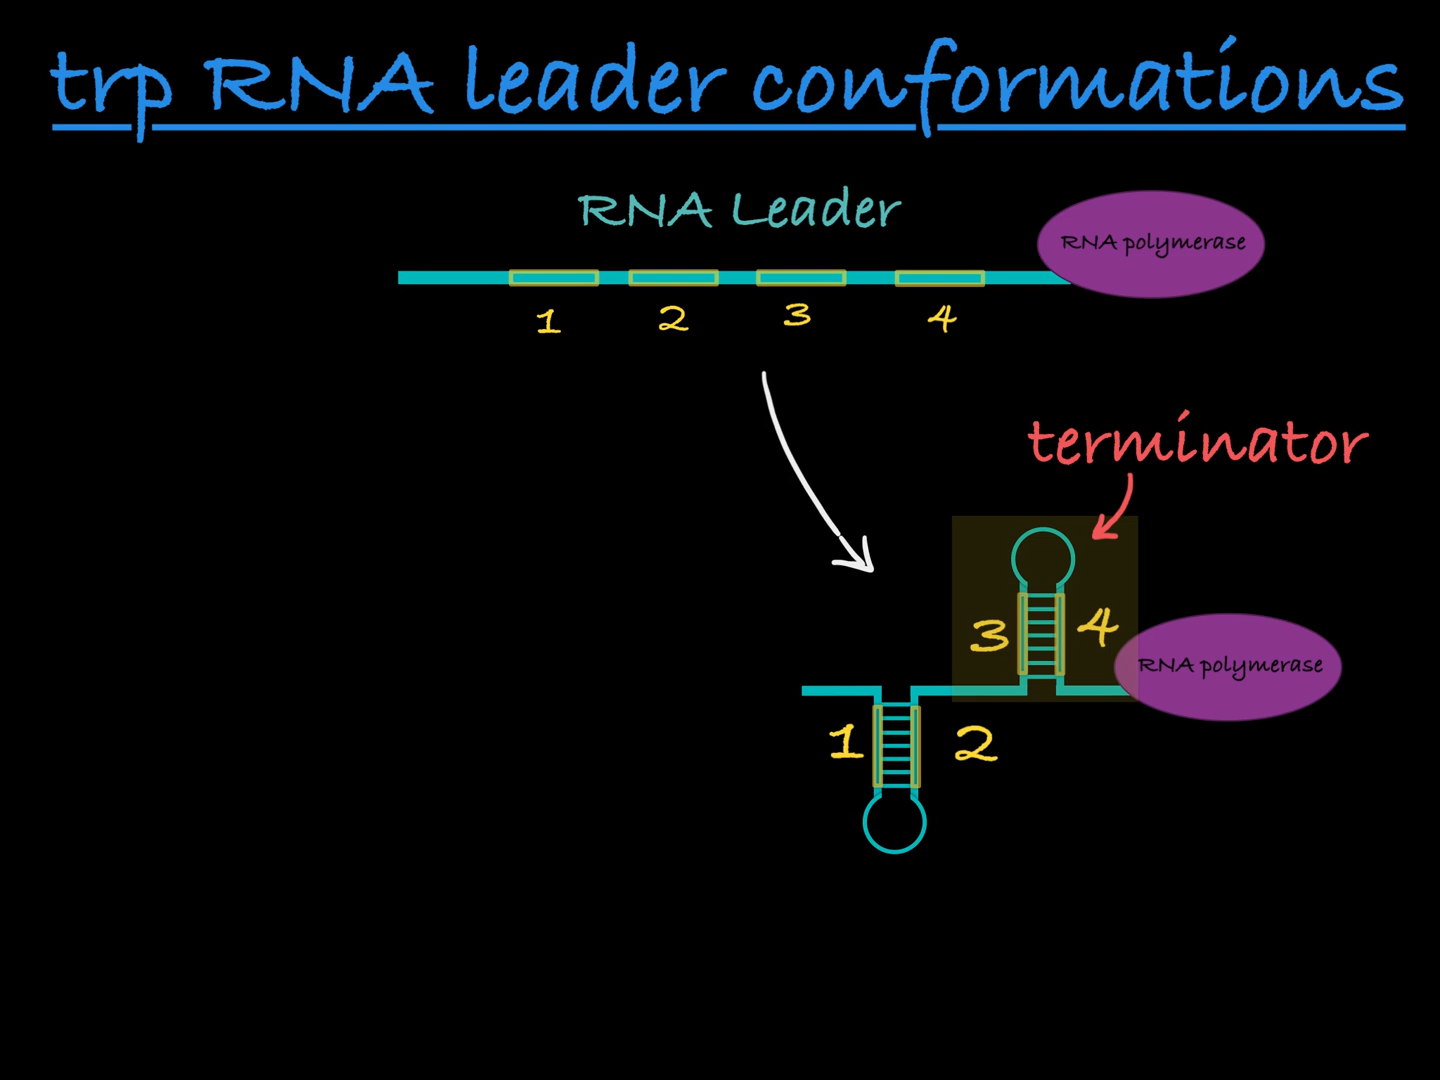 trp RNA leader conformations
RNA Leader
RNA polymerase
1 2 3 4
terminator
3 4
RNA polymerase
1 2